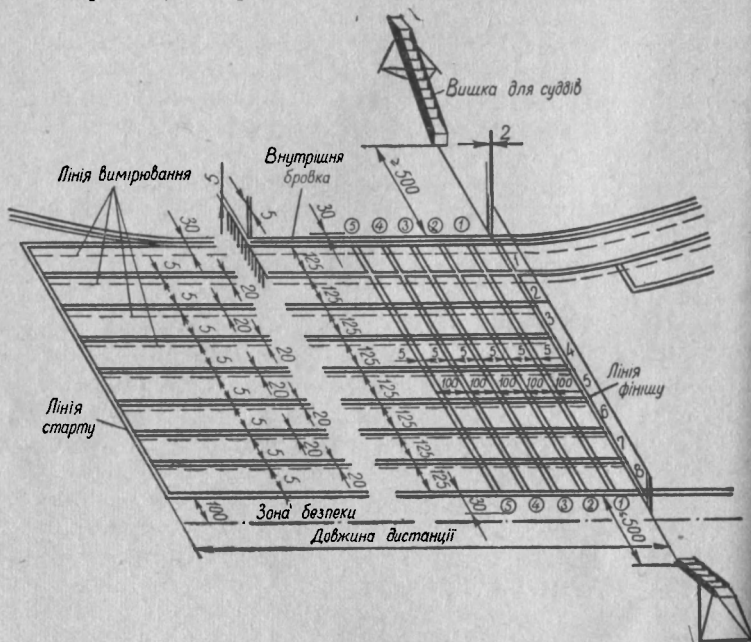 Вишка для суддів
2
Внутрішня
бровка
≥ 500
Лінія вимірювання
5
5
30
30
⑤ ④ ③ ② ①
1
2
3
4
5
6
7
8
5 5 5 5 5 5 5
20 20 20 20 20 20 20
125 125 125 125 125 125 125 125
5 5 5 5 5 5
100 100 100 100 100
Лінія
фінішу
Лінія
старту
30
⑤ ④ ③ ② ①
100
Зона безпеки
Довжина дистанції
≥500